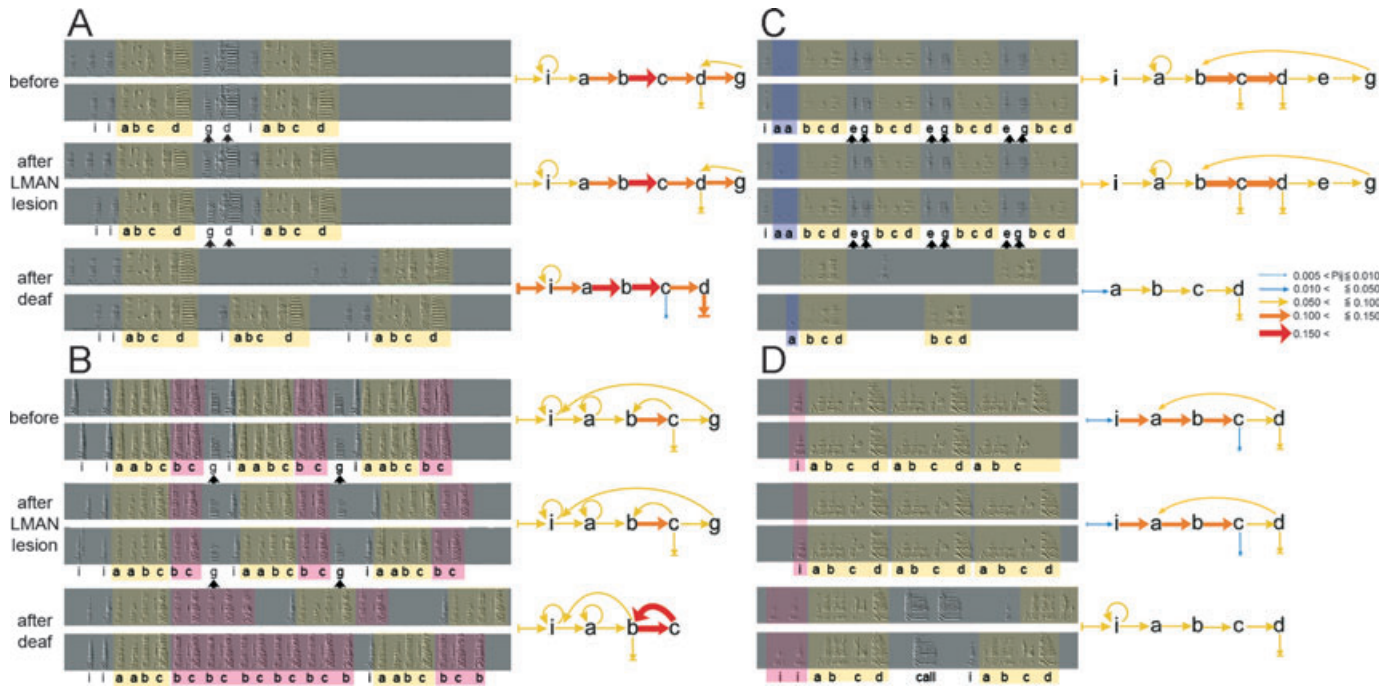 A
before
i i a b c d g d i a b c d
i a b c d g
after
LMAN
lesion
i i a b c d g d i a b c d
i a b c d g
after
deaf
i i a b c d i a b c d i i a b c d
i a b c d
B
before
i i a a b c b c g i a a b c b c g i a a b c b c
i a b c g
after
LMAN
lesion
i i a a b c b c g i a a b c b c g i a a b c b c
i a b c g
after
deaf
i i a a b c b c b c b c b c b i a a b c b c b
i a b c
C
i a a b c d e g b c d e g b c d e g b c d
i a b c d e g
i a a b c d e g b c d e g b c d e g b c d
i a b c d e g
a b c d b c d
a b c d
0.005 < Pij ≦ 0.010
0.010 < ≦ 0.050
0.050 < ≦ 0.100
0.100 < ≦ 0.150
0.150 <
D
i a b c d a b c d a b c
i a b c d
i a b c d a b c d a b c d
i a b c d
i i a b c d call i a b c d
i a b c d